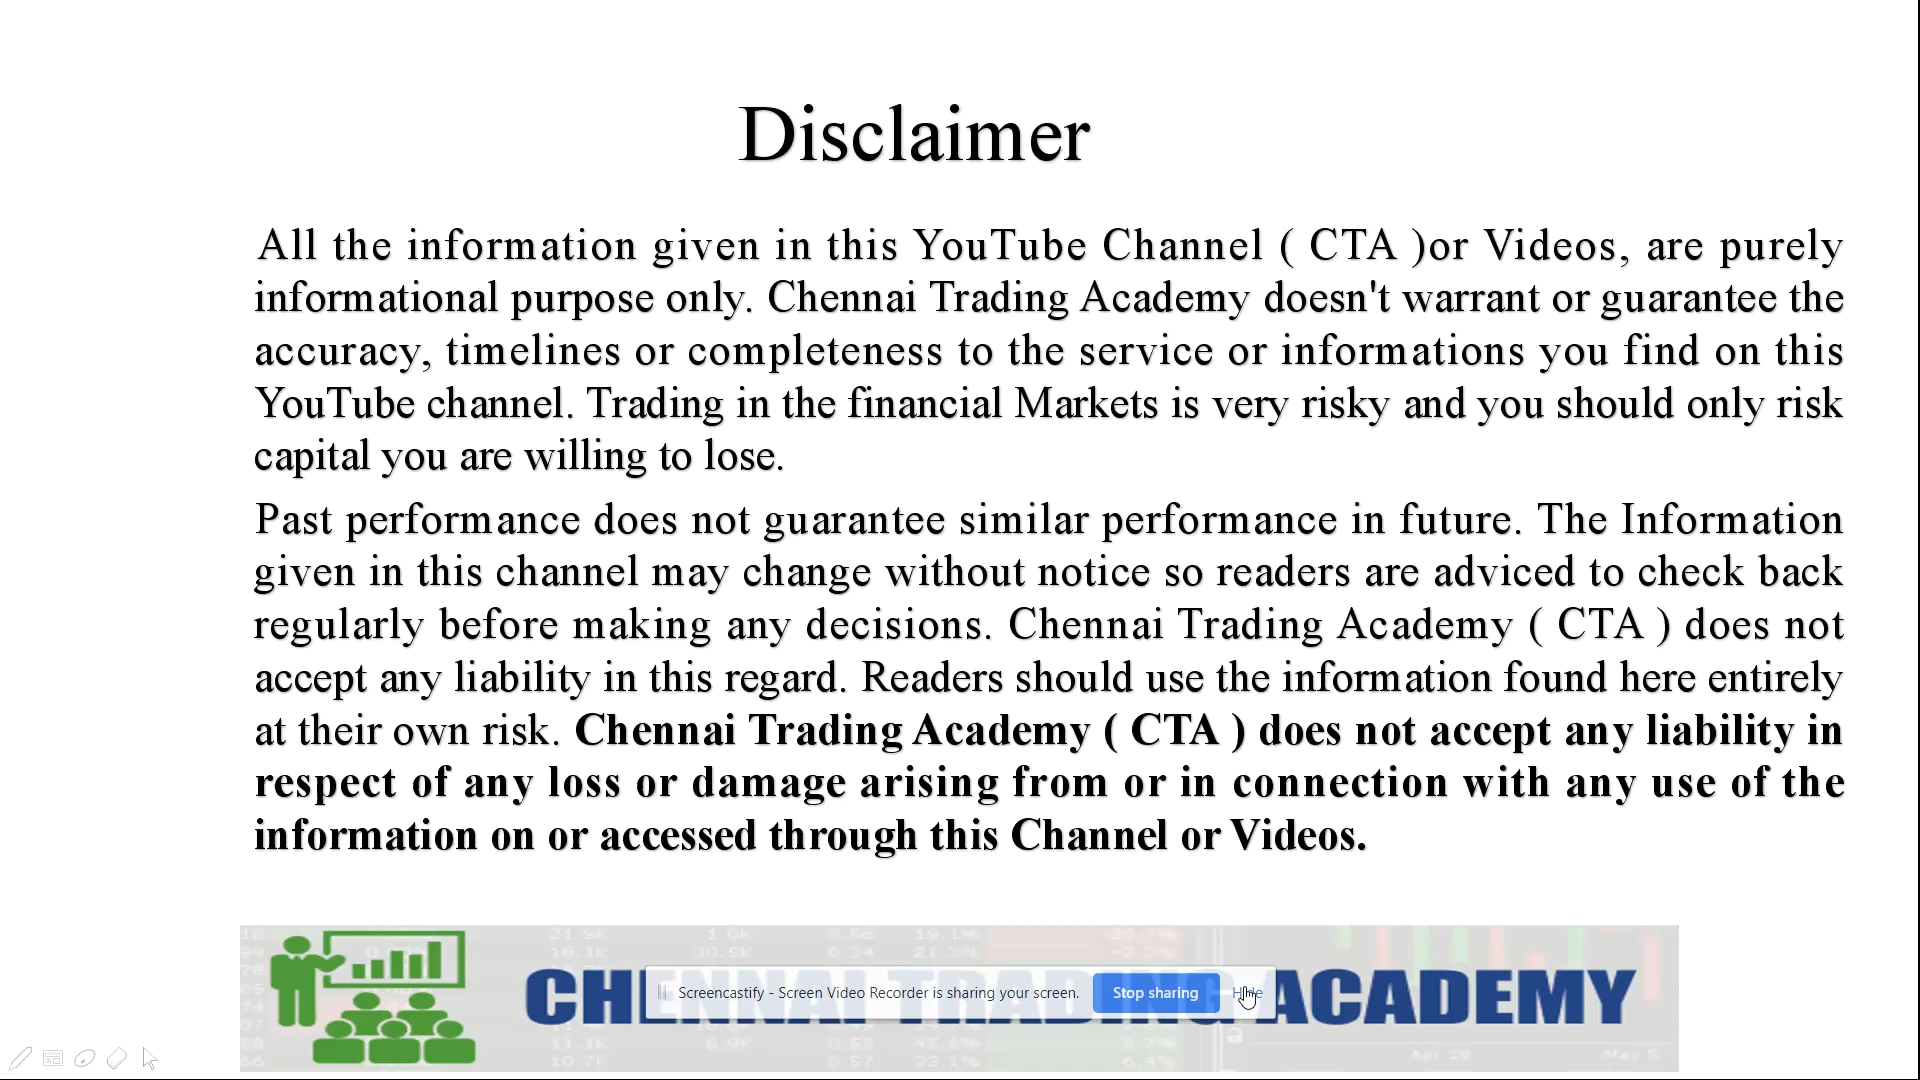 Disclaimer
All the information given in this YouTube Channel ( CTA )or Videos, are purely
informational purpose only. Chennai Trading Academy doesn't warrant or guarantee the
accuracy, timelines or completeness to the service or informations you find on this
YouTube channel. Trading in the financial Markets is very risky and you should only risk
capital you are willing to lose.
Past performance does not guarantee similar performance in future. The Information
given in this channel may change without notice so readers are adviced to check back
regularly before making any decisions. Chennai Trading Academy ( CTA ) does not
accept any liability in this regard. Readers should use the information found here entirely
at their own risk. Chennai Trading Academy ( CTA ) does not accept any liability in
respect of any loss or damage arising from or in connection with any use of the
information on or accessed through this Channel or Videos.
CHENNAI TRADING ACADEMY
Screencastify - Screen Video Recorder is sharing your screen. Stop sharing Hide